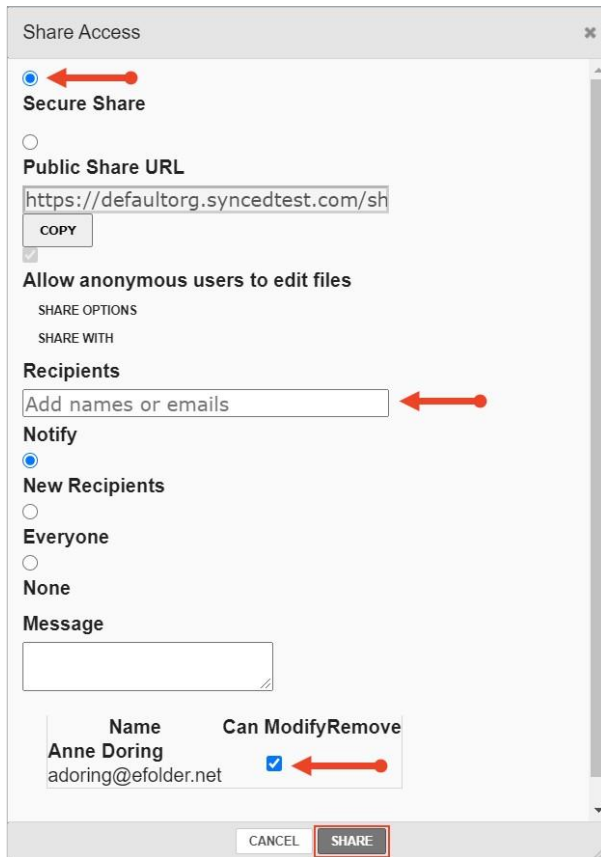 Share Access
Secure Share
Public Share URL
https://defaultorg.syncedtest.com/sh
COPY
Allow anonymous users to edit files
SHARE OPTIONS
SHARE WITH
Recipients
Add names or emails
Notify
New Recipients
Everyone
None
Message
Name Can ModifyRemove
Anne Doring
adoring@efolder.net
CANCEL SHARE